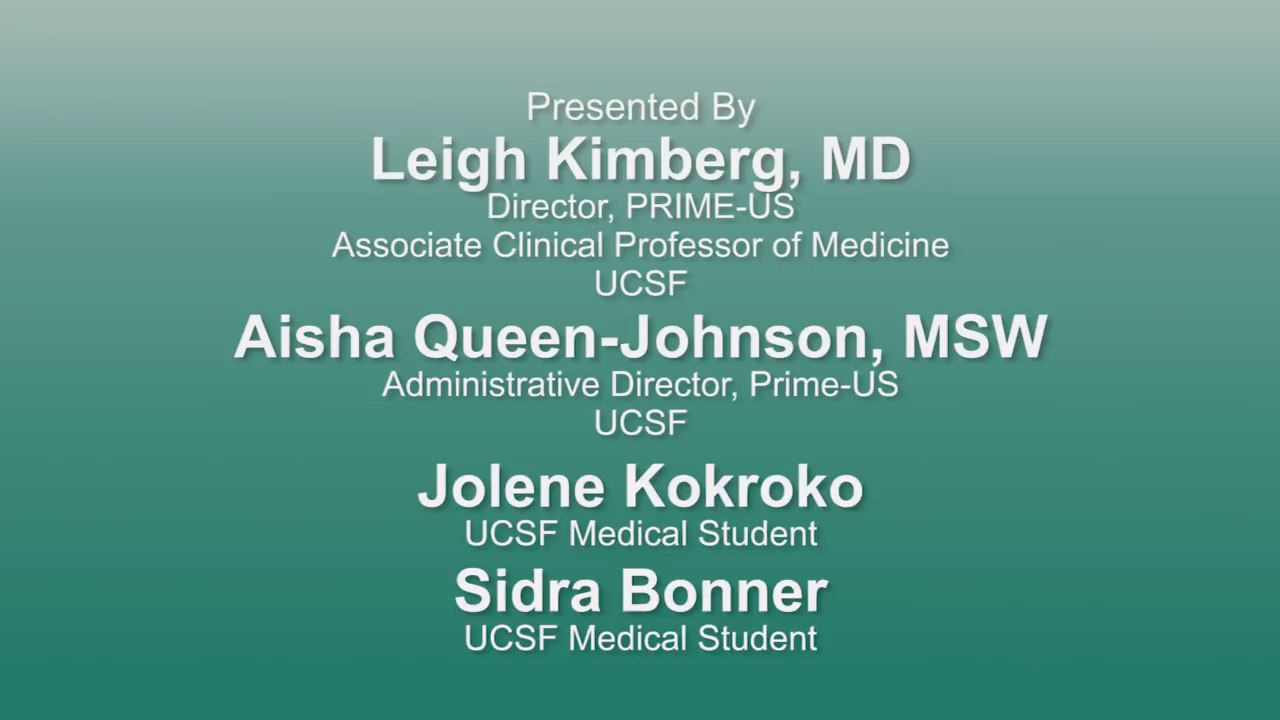 Presented By
Leigh Kimberg, MD
Director, PRIME-US
Associate Clinical Professor of Medicine
UCSF
Aisha Queen-Johnson, MSW
Administrative Director, Prime-US
UCSF
Jolene Kokroko
UCSF Medical Student
Sidra Bonner
UCSF Medical Student